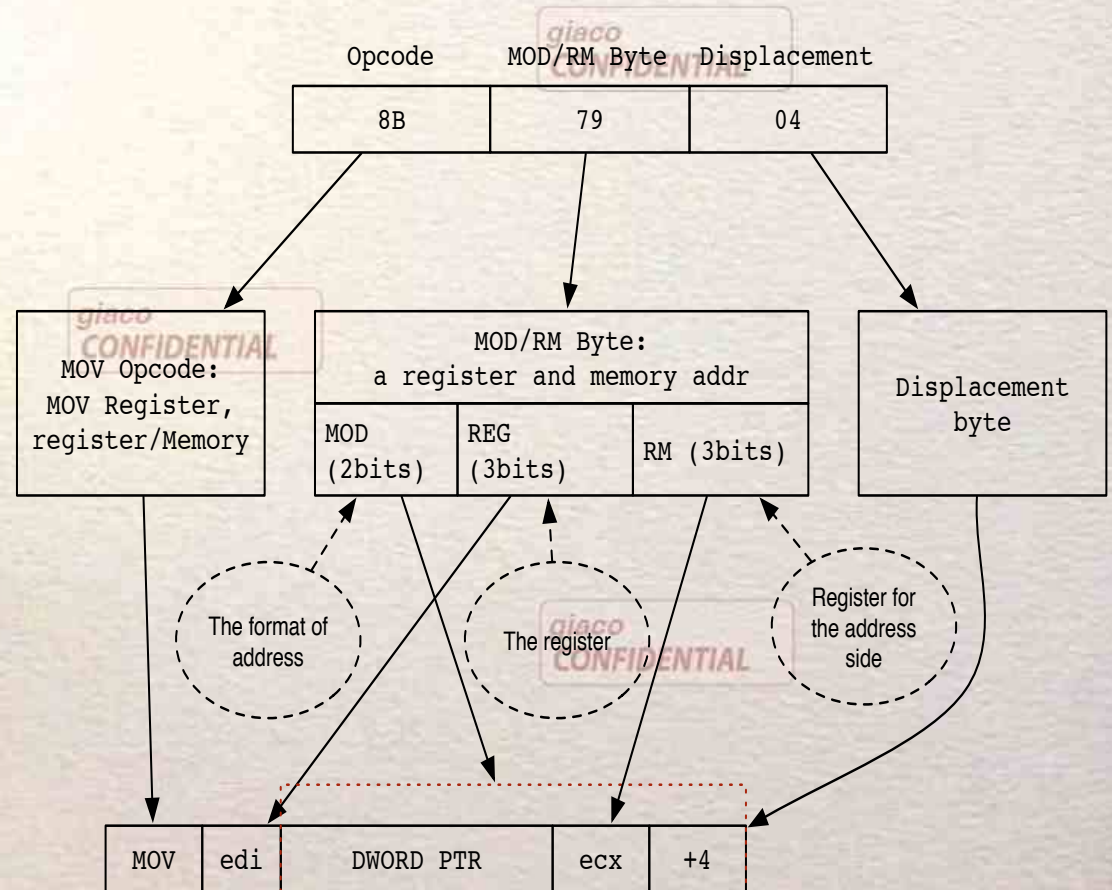 giaco
CONFIDENTIAL
Opcode MOD/RM Byte Displacement
8B 79 04
giaco
CONFIDENTIAL
MOV Opcode:
MOV Register,
register/Memory
MOD/RM Byte:
a register and memory addr
MOD
(2bits)
REG
(3bits)
RM (3bits)
Displacement
byte
The format of
address
The register
giaco
CONFIDENTIAL
Register for
the address
side
MOV edi DWORD PTR ecx +4